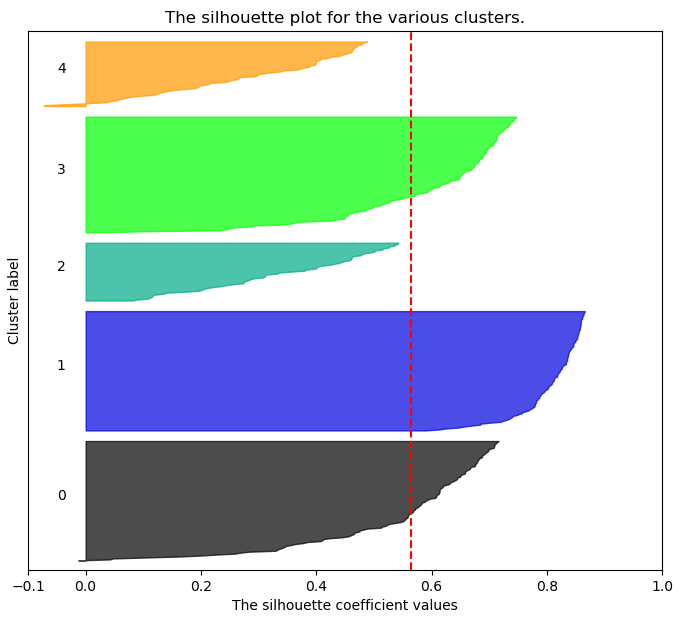 The silhouette plot for the various clusters.
4
3
2
1
0
Cluster label
−0.1 0.0 0.2 0.4 0.6 0.8 1.0
The silhouette coefficient values